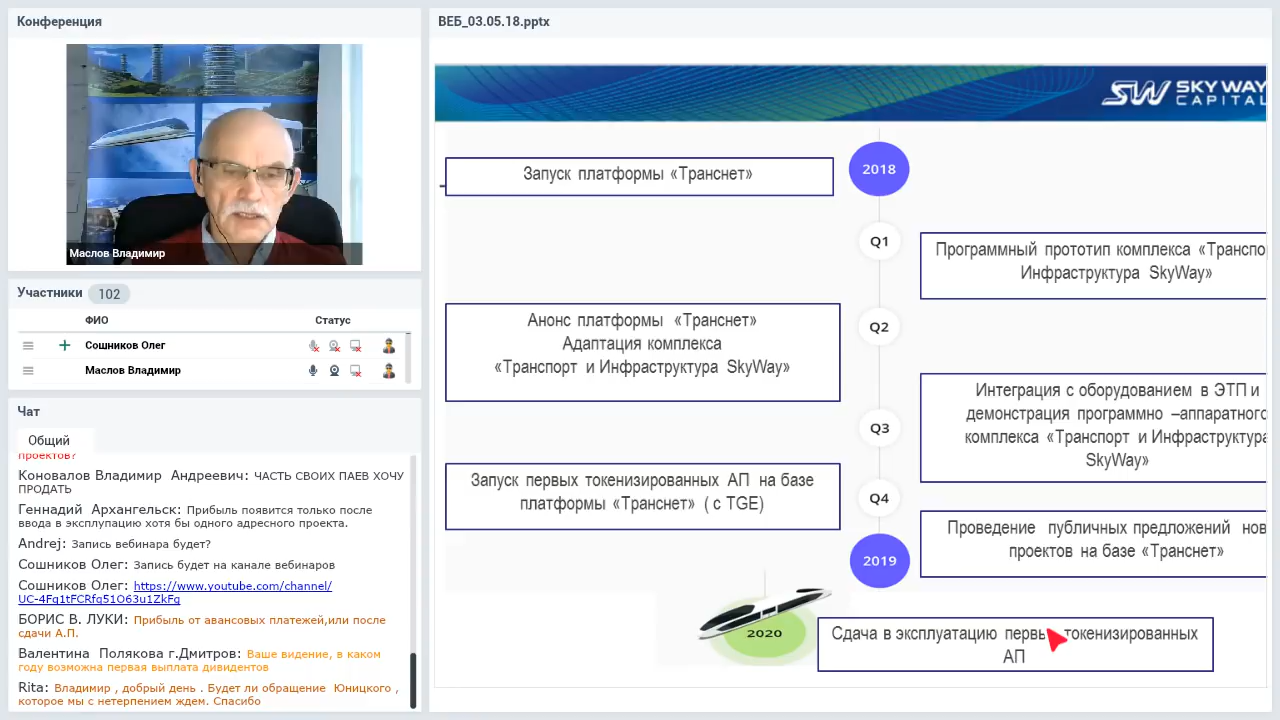 Конференция
Маслов Владимир
Участники 102
ФИО Статус
Сошников Олег
Маслов Владимир
Чат
Общий
проектов?
Коновалов Владимир Андреевич: ЧАСТЬ СВОИХ ПАЕВ ХОЧУ
ПРОДАТЬ
Геннадий Архангельск: Прибыль появится только после
ввода в эксплупацию хотя бы одного адресного проекта.
Andrej: Запись вебинара будет?
Сошников Олег: Запись будет на канале вебинаров
Сошников Олег: https://www.youtube.com/channel/
UC-4Fq1tFCRfq51O63u1ZkFg
БОРИС В. ЛУКИ: Прибыль от авансовых платежей,или после
сдачи А.П.
Валентина Полякова г.Дмитров: Ваше видение, в каком
году возможна первая выплата дивидентов
Rita: Владимир , добрый день . Будет ли обращение Юницкого ,
которое мы с нетерпением ждем. Спасибо
ВЕБ_03.05.18.pptx
SW SKYWAY
CAPITAL
Запуск платформы «Транснет»
2018
Q1
Программный прототип комплекса «Транспо
Инфраструктура SkyWay»
Анонс платформы «Транснет»
Адаптация комплекса
«Транспорт и Инфраструктура SkyWay»
Q2
Интеграция с оборудованием в ЭТП и
демонстрация программно –аппаратного
комплекса «Транспорт и Инфраструктура
SkyWay»
Q3
Запуск первых токенизированных АП на базе
платформы «Транснет» ( с TGE)
Q4
Проведение публичных предложений нов
проектов на базе «Транснет»
2019
2020
Сдача в эксплуатацию первы токенизированных
АП